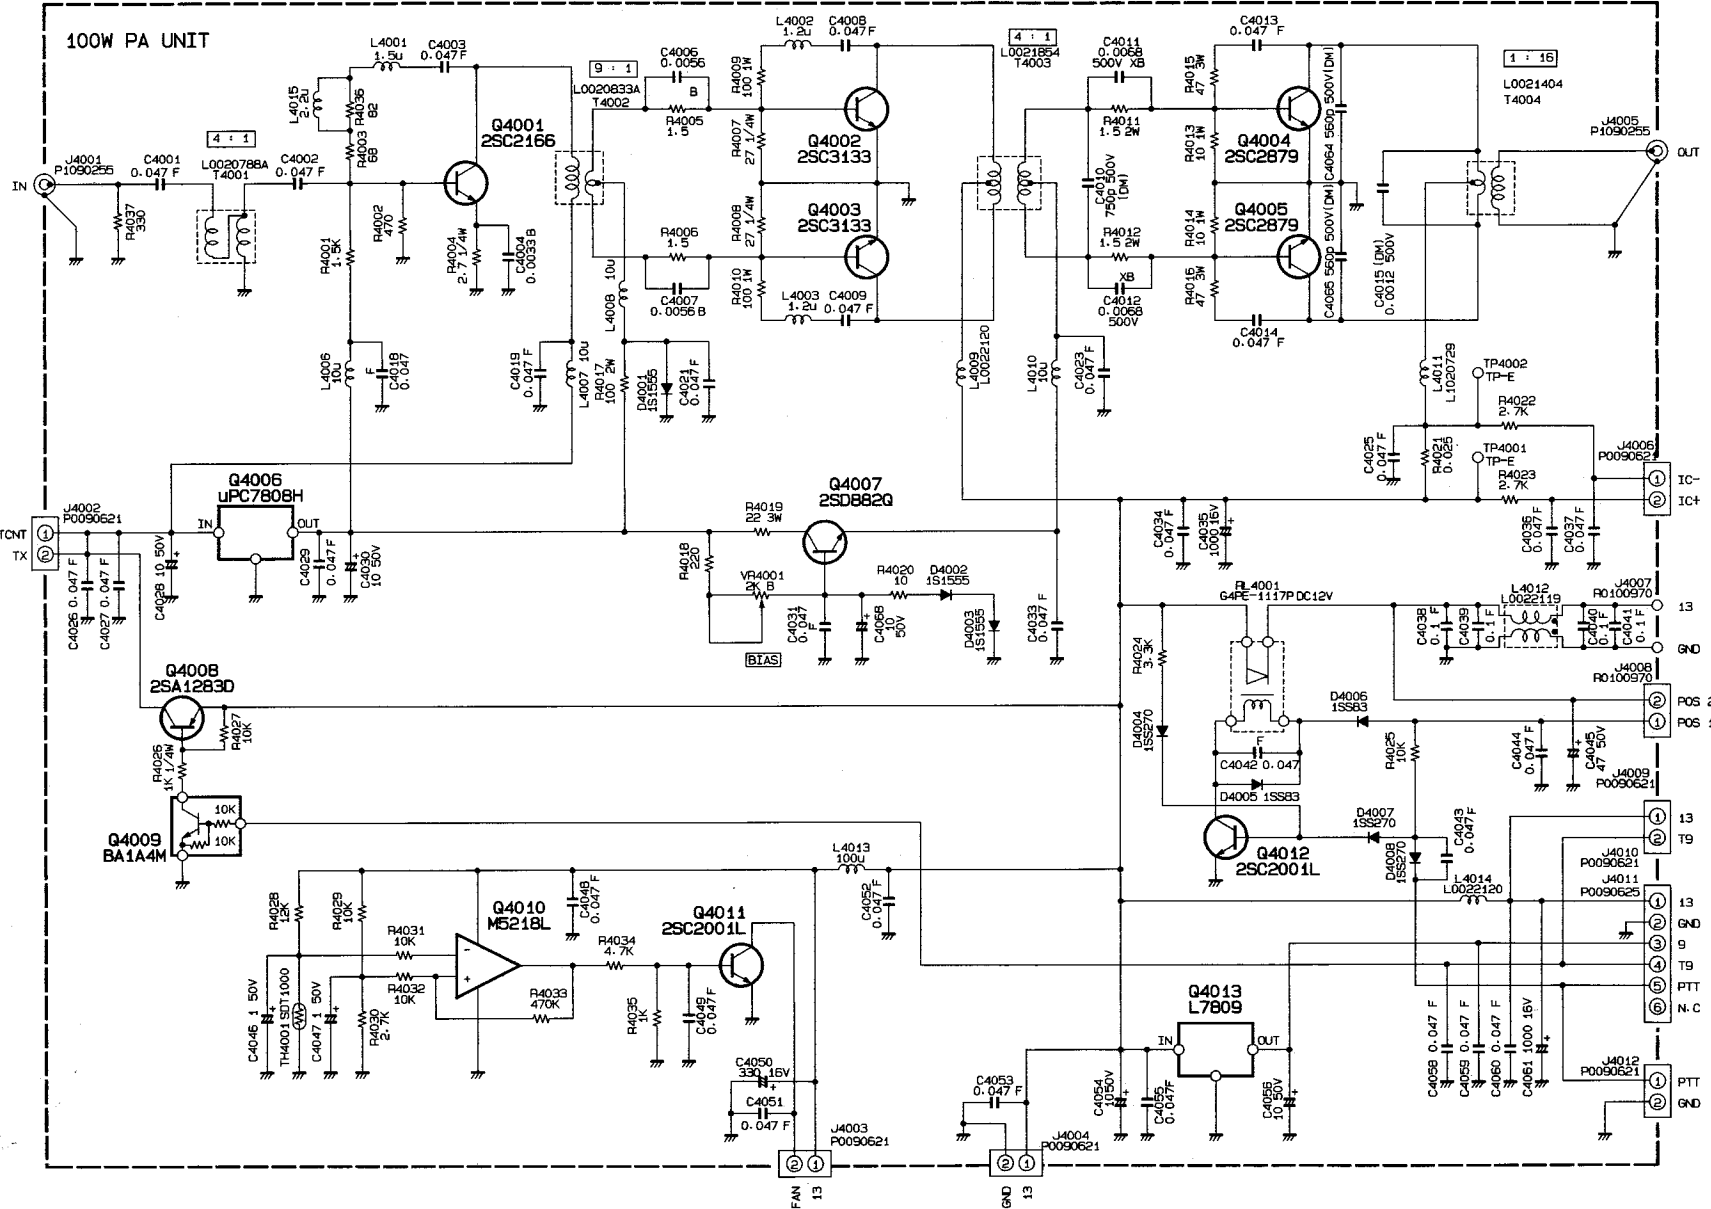 100W PA UNIT
IN
J4001
P1090255
C4001
0.047 F
R4037
330
4 : 1
L0020788A
T4001
C4002
0.047 F
L4015
2.2u
R4036
82
R4003
68
L4001
1.5u
C4003
0.047 F
Q4001
2SC2166
R4001
1.5K
R4002
470
R4004
2.7 1/4W
C4004
0.0033 B
L4006
10u
F
C4018
0.047
9 : 1
L0020833A
T4002
C4006
0.0056
B
R4005
1.5
R4006
1.5
C4007
0.0056 B
L4008 10u
C4019
0.047 F
L4007 10u
R4017
100 2W
D4001
1S1555
C4021
0.047 F
L4002
1.2u
C4008
0.047 F
R4009
100 1W
R4007
27 1/4W
R4008
27 1/4W
R4010
100 1W
Q4002
2SC3133
Q4003
2SC3133
L4003
1.2u
C4009
0.047 F
4 : 1
L0021854
T4003
L4009
L0022120
L4010
10u
C4023
0.047 F
C4011
0.0068
500V XB
R4011
1.5 2W
C4010
750p 500V
(DM)
R4012
1.5 2W
XB
C4012
0.0068
500V
C4013
0.047 F
R4015
47 3W
R4013
10 1W
R4014
10 1W
R4016
47 3W
Q4004
2SC2879
Q4005
2SC2879
C4014
0.047 F
C4064 560p 500V(DM)
C4065 560p 500V(DM)
C4015 (DM)
0.0012 500V
1 : 16
L0021404
T4004
J4005
P1090255
OUT
L4011
L1020729
TP4002
TP-E
R4022
2.7K
C4025
0.047 F
R4021
0.025
TP4001
TP-E
R4023
2.7K
J4006
P0090621
1 IC-
2 IC+
J4002
P0090621
TCNT 1
TX 2
Q4006
uPC7808H
IN
OUT
C4026 0.047 F
C4027 0.047 F
C4028 10 50V
C4029
0.047 F
C4030
10 50V
Q4007
2SD882Q
R4019
22 3W
R4018
220
VR4001
2K B
BIAS
C4031
0.047
F
C4068
10
50V
R4020
10
D4002
1S1555
D4003
1S1555
C4033
0.047 F
C4034
0.047 F
C4035
1000 16V
C4036
0.047 F
C4037
0.047 F
RL4001
G4PE-1117P DC12V
R4024
3.3K
D4004
1SS270
F
C4042 0.047
D4005 1SS83
D4006
1SS83
C4038
0.1 F
C4039
0.1 F
L4012
L0022119
C4040
0.1 F
C4041
0.1 F
J4007
R0100970
13
GND
J4008
R0100970
2 POS 2
1 POS 1
R4025
10K
C4044
0.047 F
C4045
47 50V
J4009
P0090621
1 13
2 T9
J4010
P0090621
D4007
1SS270
D4008
1SS270
C4043
0.047 F
Q4012
2SC2001L
Q4008
2SA1283D
R4027
10K
R4026
1K 1/4W
Q4009
BA1A4M
10K
10K
R4028
12K
R4029
10K
R4031
10K
R4032
10K
Q4010
M5218L
R4033
470K
C4046 1 50V
TH4001 SDT1000
C4047 1 50V
R4030
2.7K
C4048
0.047 F
R4034
4.7K
Q4011
2SC2001L
R4035
1K
C4049
0.047 F
L4013
100u
C4052
0.047 F
C4050
330 16V
C4051
0.047 F
J4003
P0090621
2 1
FAN
13
C4053
0.047 F
J4004
P0090621
2 1
GND
13
C4054
10 50V
C4055
0.047F
Q4013
L7809
IN
OUT
C4056
10 50V
L4014
L0022120
J4011
P0090625
1 13
2 GND
3 9
4 T9
5 PTT
6 N.C
C4058 0.047 F
C4059 0.047 F
C4060 0.047 F
C4061 1000 16V
J4012
P0090621
1 PTT
2 GND